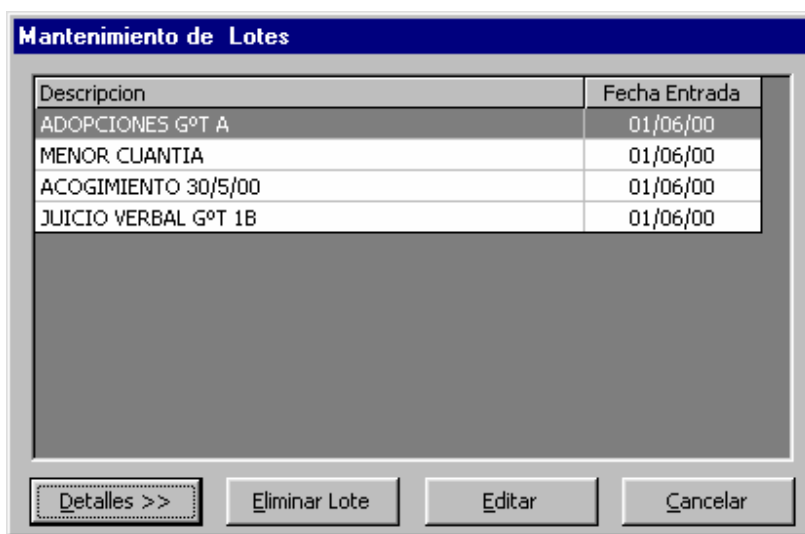 Mantenimiento de Lotes
Descripcion Fecha Entrada
ADOPCIONES GºT A 01/06/00
MENOR CUANTIA 01/06/00
ACOGIMIENTO 30/5/00 01/06/00
JUICIO VERBAL GºT 1B 01/06/00
Detalles >> Eliminar Lote Editar Cancelar